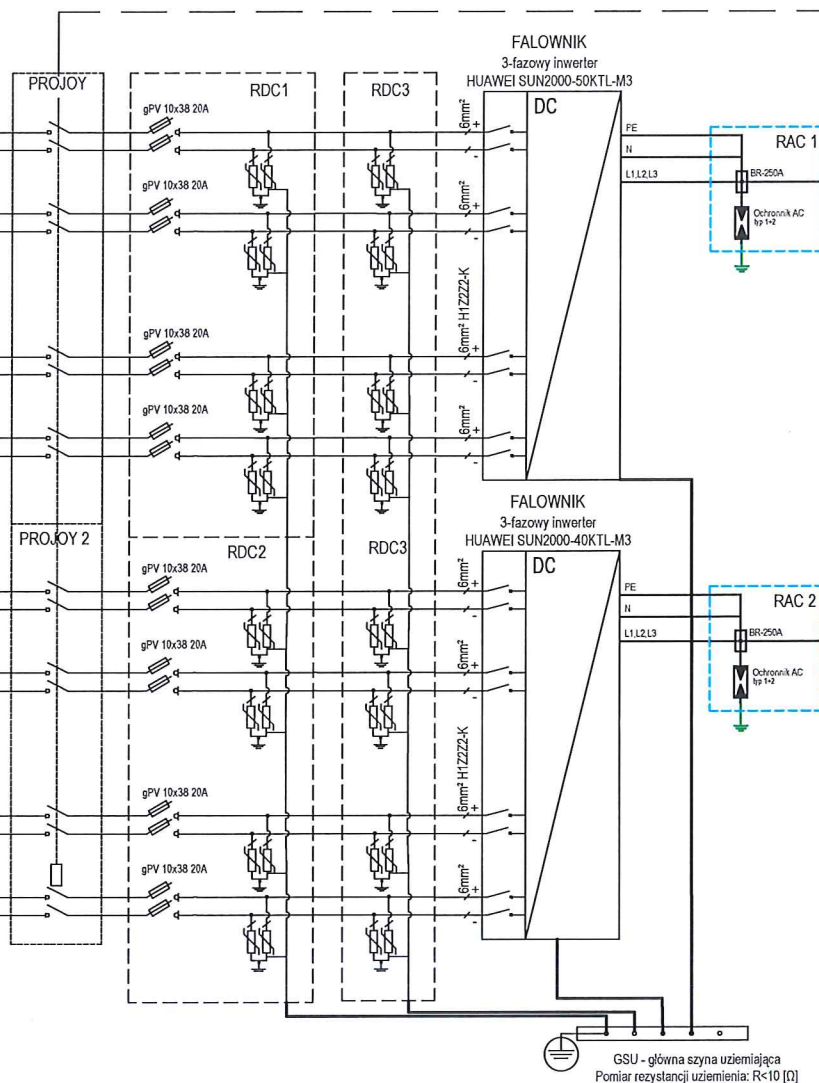 FALOWNIK
3-fazowy inwerter
HUAWEI SUN2000-50KTL-M3
PROJOY
RDC1
RDC3
DC
gPV 10x38 20A
6mm²
+
-
PE
N
L1,L2,L3
RAC 1
BR-250A
Ochronnik AC
typ 1+2
gPV 10x38 20A
6mm²
+
-
6mm² H1Z2Z2-K
gPV 10x38 20A
+
-
gPV 10x38 20A
6mm²
+
-
FALOWNIK
3-fazowy inwerter
HUAWEI SUN2000-40KTL-M3
PROJOY 2
RDC2
RDC3
DC
gPV 10x38 20A
6mm²
+
-
PE
N
L1,L2,L3
RAC 2
BR-250A
Ochronnik AC
typ 1+2
gPV 10x38 20A
6mm²
+
-
6mm² H1Z2Z2-K
gPV 10x38 20A
+
-
gPV 10x38 20A
6mm²
+
-
GSU - główna szyna uziemiająca
Pomiar rezystancji uziemienia: R<10 [Ω]